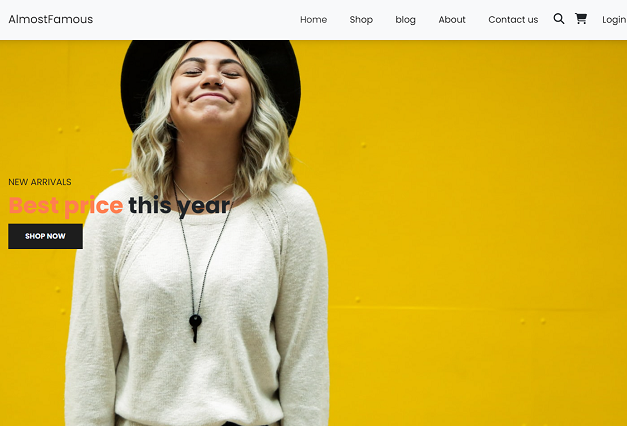 AlmostFamous
Home Shop blog About Contact us Login
NEW ARRIVALS
Best price this year
SHOP NOW